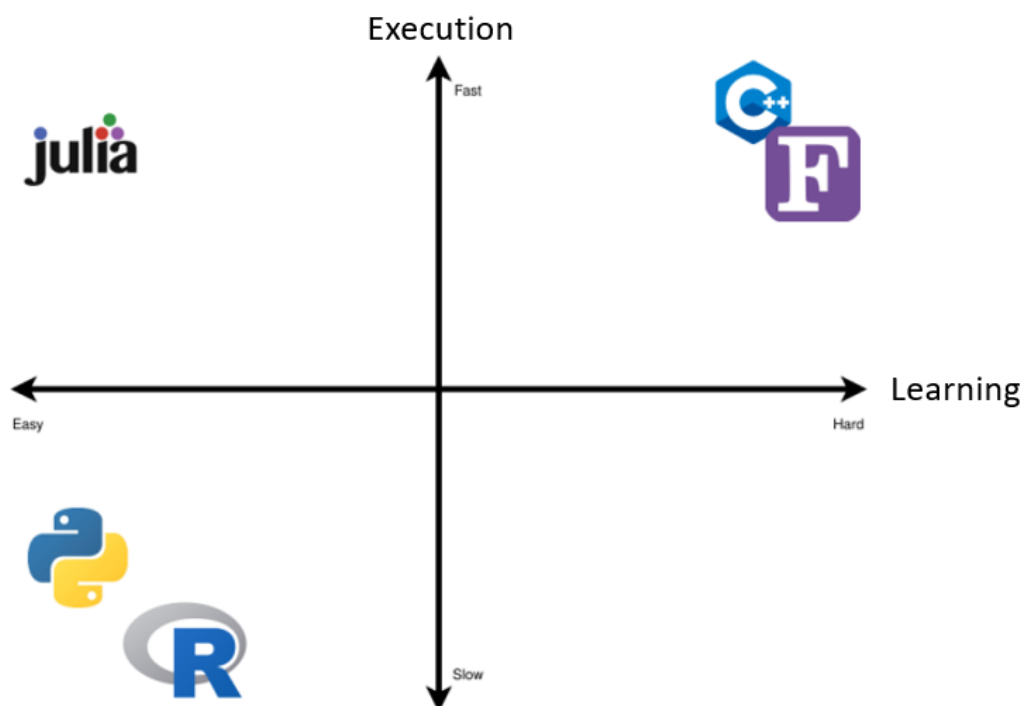 Execution
Fast
C++
julia
F
Learning
Easy
Hard
R
Slow